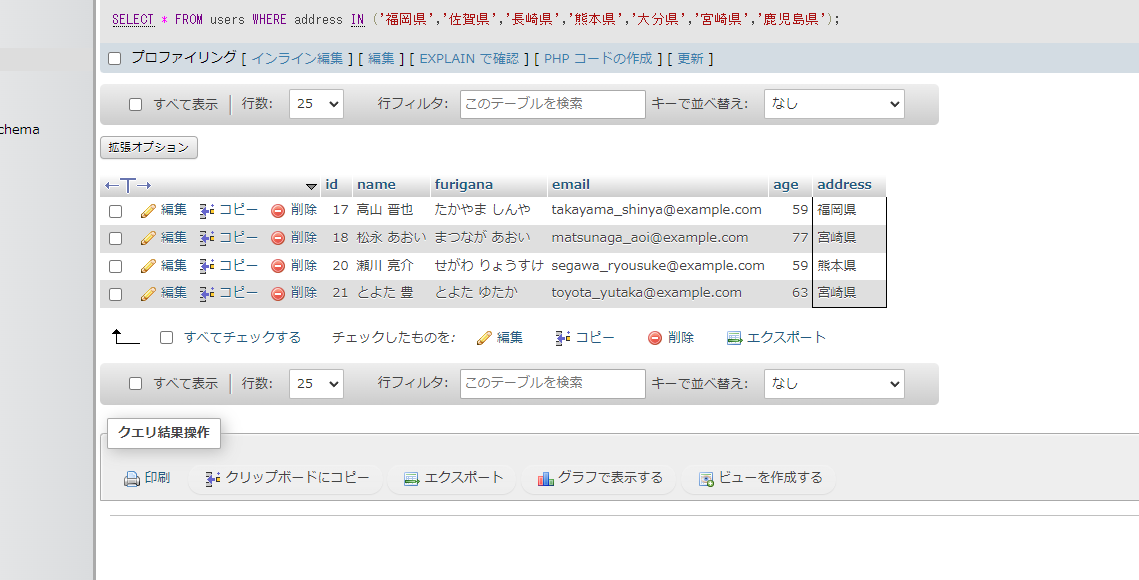 SELECT * FROM users WHERE address IN ('福岡県','佐賀県','長崎県','熊本県','大分県','宮崎県','鹿児島県');
プロファイリング [ インライン編集 ] [ 編集 ] [ EXPLAIN で確認 ] [ PHP コードの作成 ] [ 更新 ]
すべて表示 行数: 25 行フィルタ: このテーブルを検索 キーで並べ替え: なし
chema
拡張オプション
←T→ id name furigana email age address
編集 コピー 削除 17 高山 晋也 たかやま しんや takayama_shinya@example.com 59 福岡県
編集 コピー 削除 18 松永 あおい まつなが あおい matsunaga_aoi@example.com 77 宮崎県
編集 コピー 削除 20 瀬川 亮介 せがわ りょうすけ segawa_ryousuke@example.com 59 熊本県
編集 コピー 削除 21 とよた 豊 とよた ゆたか toyota_yutaka@example.com 63 宮崎県
すべてチェックする チェックしたものを: 編集 コピー 削除 エクスポート
すべて表示 行数: 25 行フィルタ: このテーブルを検索 キーで並べ替え: なし
クエリ結果操作
印刷 クリップボードにコピー エクスポート グラフで表示する ビューを作成する